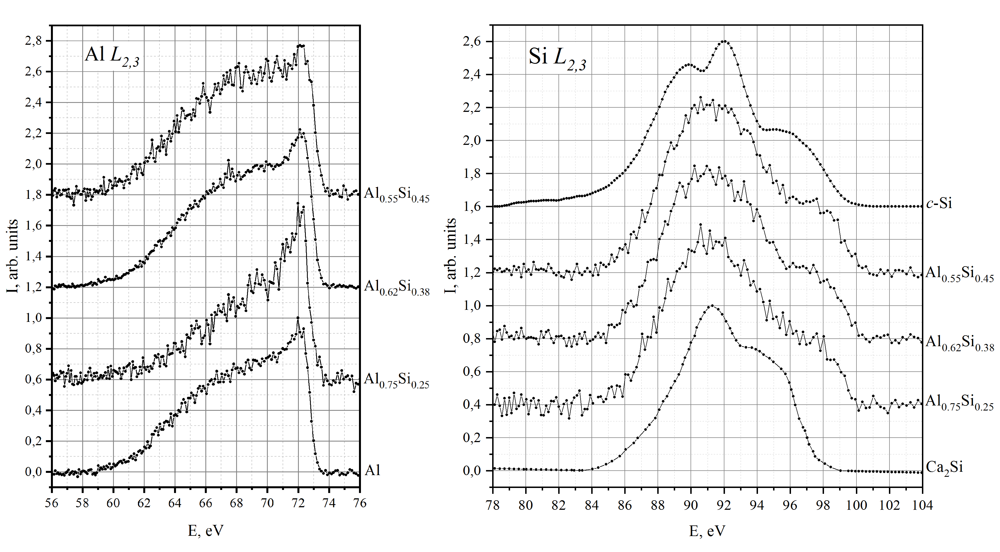 Al L2,3
I, arb. units
2,8
2,6
2,4
2,2
2,0
1,8
1,6
1,4
1,2
1,0
0,8
0,6
0,4
0,2
0,0
Al0.55Si0.45
Al0.62Si0.38
Al0.75Si0.25
Al
56 58 60 62 64 66 68 70 72 74 76
E, eV
Si L2,3
I, arb. units
2,6
2,4
2,2
2,0
1,8
1,6
1,4
1,2
1,0
0,8
0,6
0,4
0,2
0,0
c-Si
Al0.55Si0.45
Al0.62Si0.38
Al0.75Si0.25
Ca2Si
78 80 82 84 86 88 90 92 94 96 98 100 102 104
E, eV